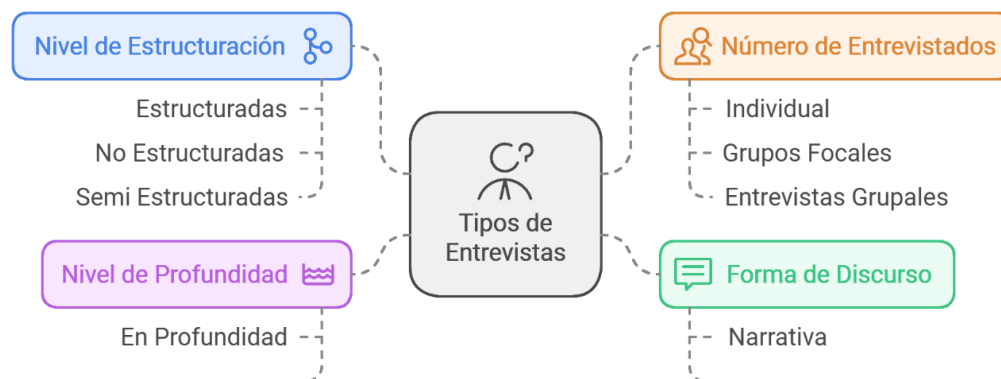 Nivel de Estructuración
Estructuradas
No Estructuradas
Semi Estructuradas
Nivel de Profundidad
En Profundidad
Tipos de
Entrevistas
Número de Entrevistados
Individual
Grupos Focales
Entrevistas Grupales
Forma de Discurso
Narrativa